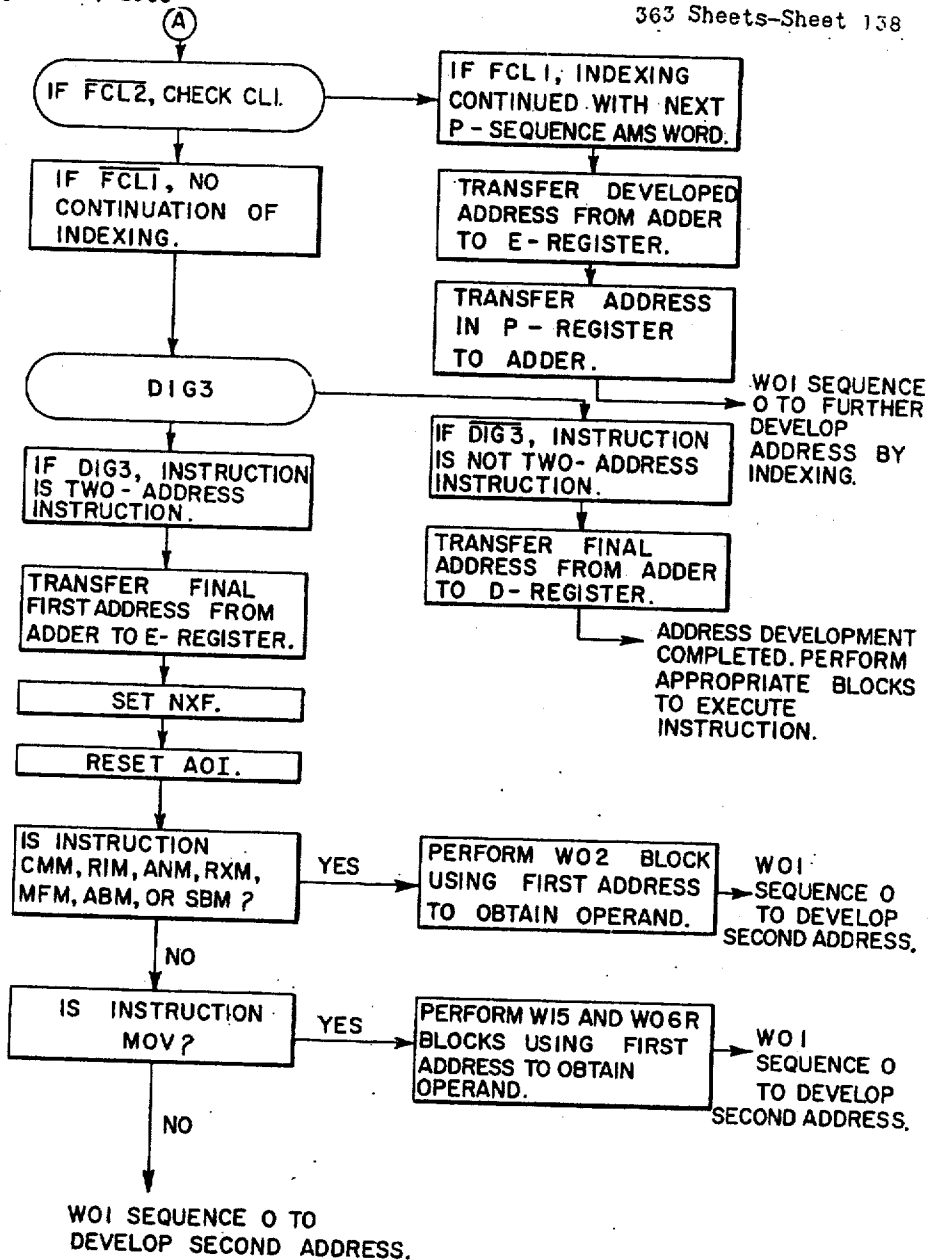 363 Sheets-Sheet 138
A
IF F̅C̅L̅2̅, CHECK CLI.
IF FCL1, INDEXING
CONTINUED WITH NEXT
P-SEQUENCE AMS WORD.
IF F̅C̅L̅1̅, NO
CONTINUATION OF
INDEXING.
TRANSFER DEVELOPED
ADDRESS FROM ADDER
TO E-REGISTER.
TRANSFER ADDRESS
IN P-REGISTER
TO ADDER.
WO1 SEQUENCE
O TO FURTHER
DEVELOP
ADDRESS BY
INDEXING.
DIG3
IF DIG3, INSTRUCTION
IS TWO-ADDRESS
INSTRUCTION.
IF D̅I̅G̅3̅, INSTRUCTION
IS NOT TWO-ADDRESS
INSTRUCTION.
TRANSFER FINAL
FIRST ADDRESS FROM
ADDER TO E-REGISTER.
TRANSFER FINAL
ADDRESS FROM ADDER
TO D-REGISTER.
ADDRESS DEVELOPMENT
COMPLETED. PERFORM
APPROPRIATE BLOCKS
TO EXECUTE
INSTRUCTION.
SET NXF.
RESET AOI.
IS INSTRUCTION
CMM, RIM, ANM, RXM,
MFM, ABM, OR SBM?
YES
PERFORM WO2 BLOCK
USING FIRST ADDRESS
TO OBTAIN OPERAND.
WO1
SEQUENCE O
TO DEVELOP
SECOND ADDRESS.
NO
IS INSTRUCTION
MOV?
YES
PERFORM W15 AND WO6R
BLOCKS USING FIRST
ADDRESS TO OBTAIN
OPERAND.
WO1
SEQUENCE O
TO DEVELOP
SECOND ADDRESS.
NO
WO1 SEQUENCE O TO
DEVELOP SECOND ADDRESS.